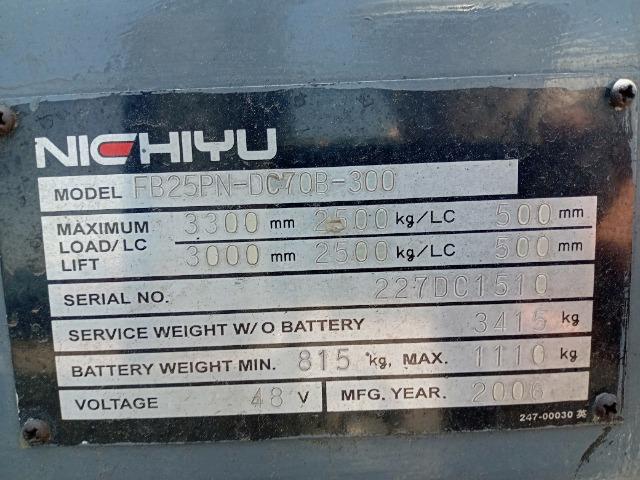 NICHIYU
MODEL FB25PN-DC70B-300
MAXIMUM LOAD/LC LIFT
3300 mm 2500 kg/LC 500 mm
3000 mm 2500 kg/LC 500 mm
SERIAL NO. 227DC1510
SERVICE WEIGHT W/O BATTERY 3415 kg
BATTERY WEIGHT MIN. 815 kg, MAX. 1110 kg
VOLTAGE 48 V MFG. YEAR. 2006
247-00030 英